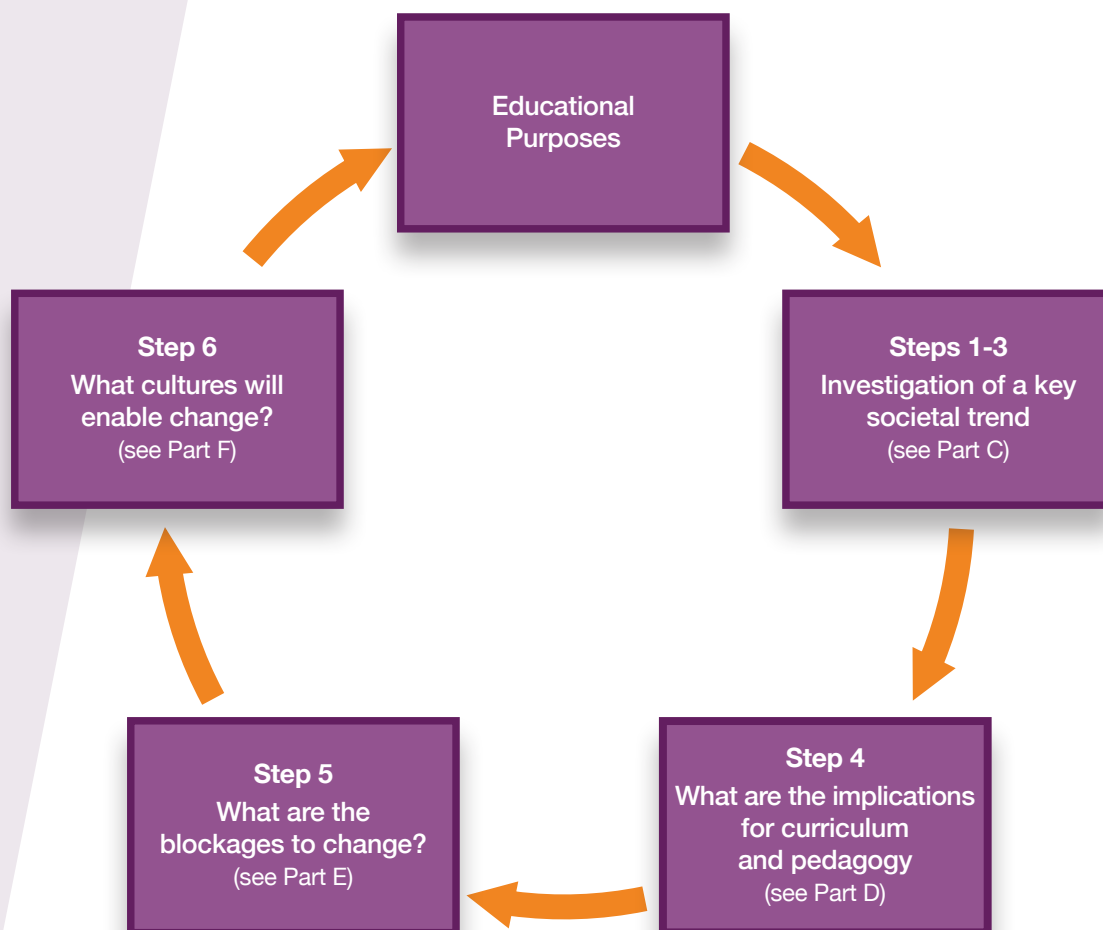 Educational
Purposes
Steps 1-3
Investigation of a key
societal trend
(see Part C)
Step 4
What are the implications
for curriculum
and pedagogy
(see Part D)
Step 5
What are the
blockages to change?
(see Part E)
Step 6
What cultures will
enable change?
(see Part F)